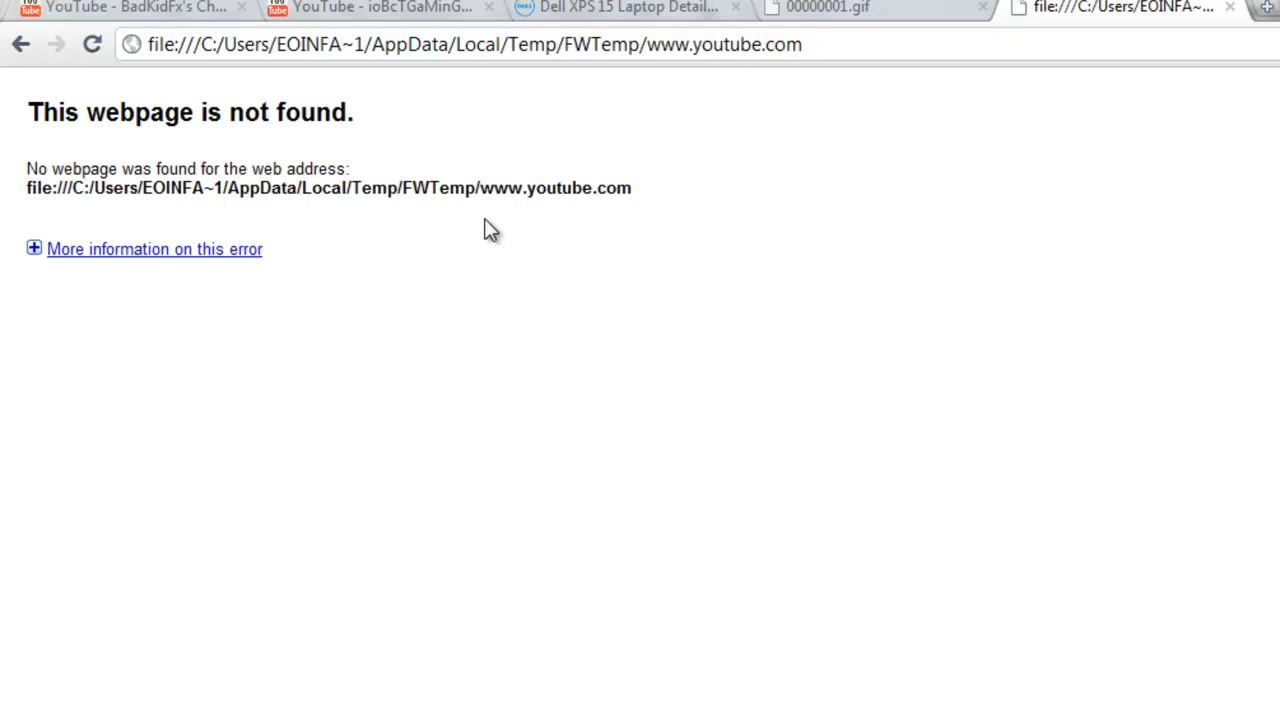 YouTube - BadKidFx's Ch... YouTube - ioBcTGaMinG... Dell XPS 15 Laptop Detail... 00000001.gif file:///C:/Users/EOINFA~...
file:///C:/Users/EOINFA~1/AppData/Local/Temp/FWTemp/www.youtube.com
This webpage is not found.
No webpage was found for the web address:
file:///C:/Users/EOINFA~1/AppData/Local/Temp/FWTemp/www.youtube.com
More information on this error